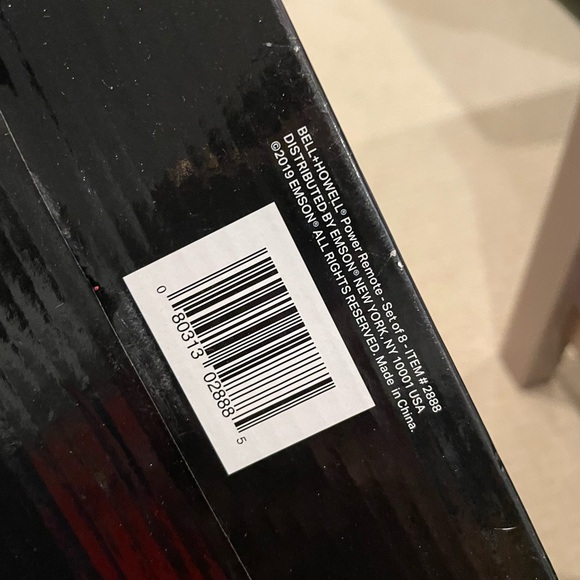 BELL+HOWELL® Power Remote - Set of 8 - ITEM # 2888
DISTRIBUTED BY EMSON® NEW YORK, NY 10001 USA
©2019 EMSON® ALL RIGHTS RESERVED. Made in China.
0 80313 02888 5